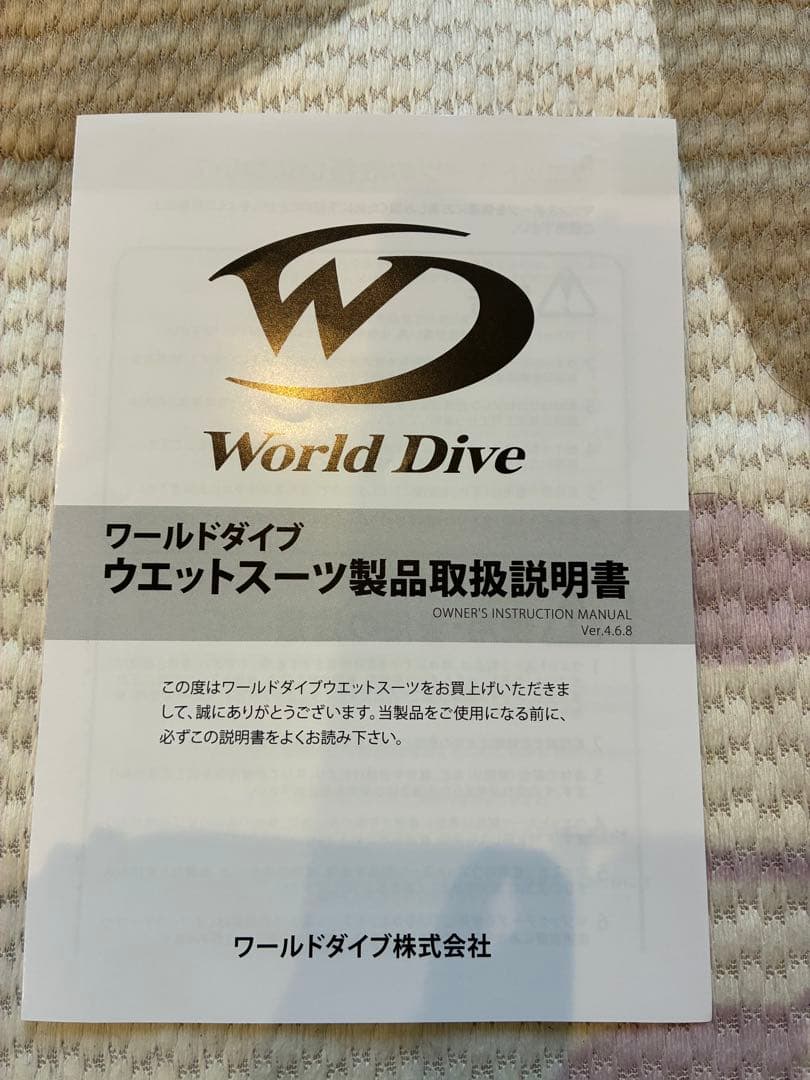 WD
World Dive
ワールドダイブ
ウエットスーツ製品取扱説明書
OWNER'S INSTRUCTION MANUAL
Ver.4.6.8
この度はワールドダイブウエットスーツをお買上げいただきま
して、誠にありがとうございます。当製品をご使用になる前に、
必ずこの説明書をよくお読み下さい。
ワールドダイブ株式会社